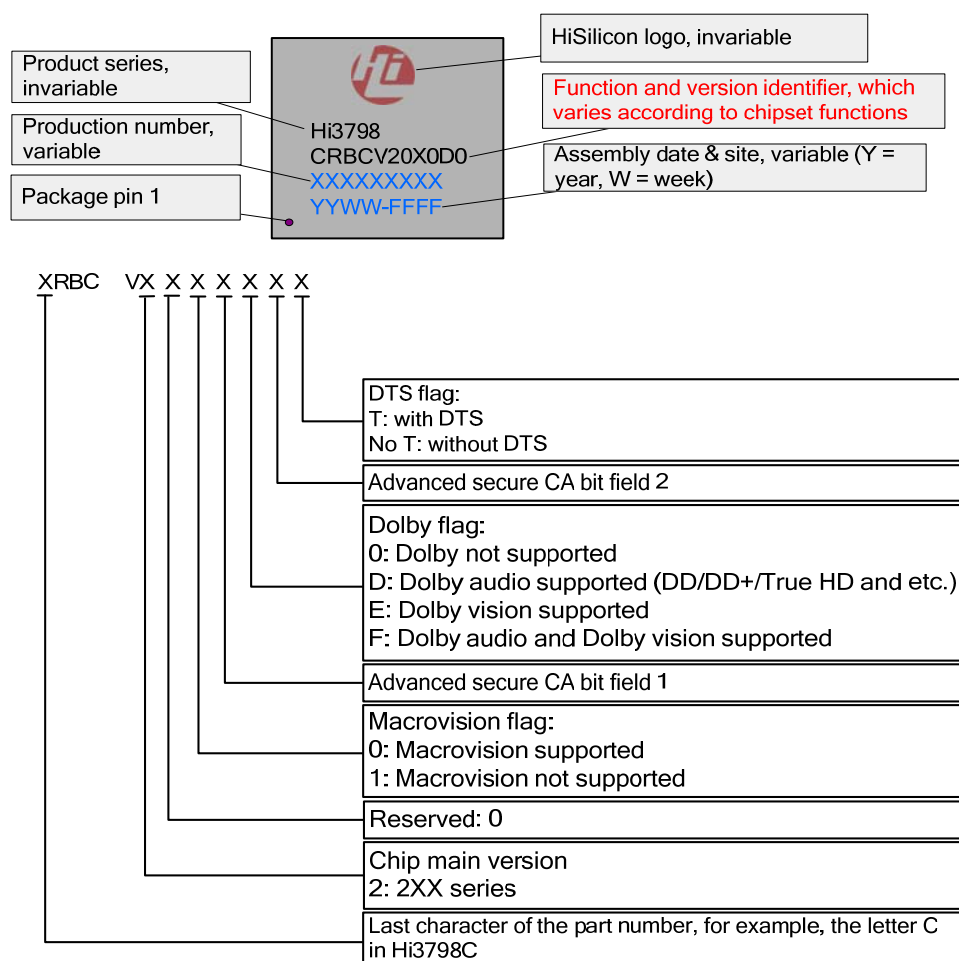 HiSilicon logo, invariable
Product series,
invariable
Hi
Function and version identifier, which
varies according to chipset functions
Production number,
variable
Hi3798
CRBCV20X0D0
XXXXXXXXX
YYWW-FFFF
Assembly date & site, variable (Y =
year, W = week)
Package pin 1
XRBC VX X X X X X X
DTS flag:
T: with DTS
No T: without DTS
Advanced secure CA bit field 2
Dolby flag:
0: Dolby not supported
D: Dolby audio supported (DD/DD+/True HD and etc.)
E: Dolby vision supported
F: Dolby audio and Dolby vision supported
Advanced secure CA bit field 1
Macrovision flag:
0: Macrovision supported
1: Macrovision not supported
Reserved: 0
Chip main version
2: 2XX series
Last character of the part number, for example, the letter C
in Hi3798C